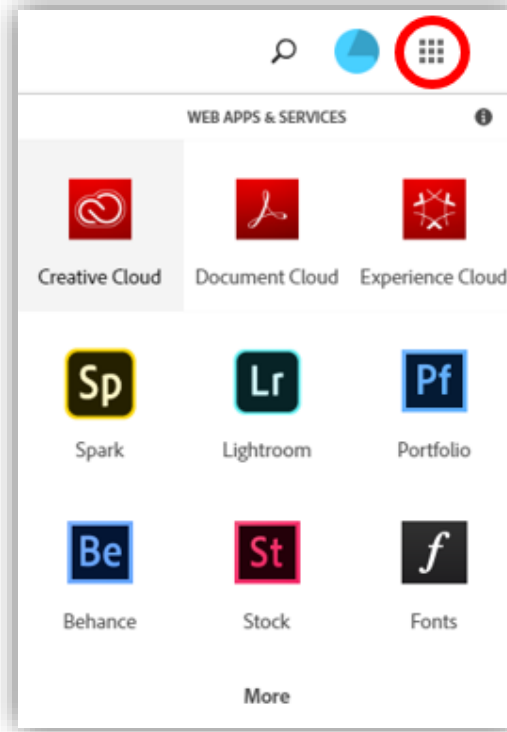 WEB APPS & SERVICES
Creative Cloud Document Cloud Experience Cloud
Sp Lr Pf
Spark Lightroom Portfolio
Be St f
Behance Stock Fonts
More